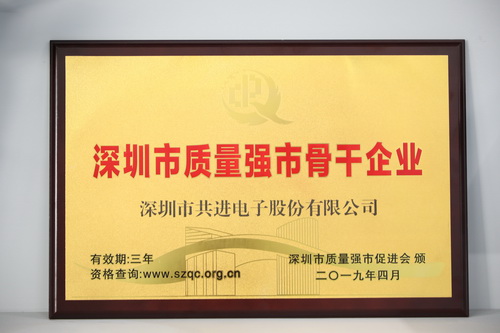 深圳市质量强市骨干企业
深圳市共进电子股份有限公司
有效期:三年
深圳市质量强市促进会 颁
资格查询:www.szqc.org.cn
二〇一九年四月